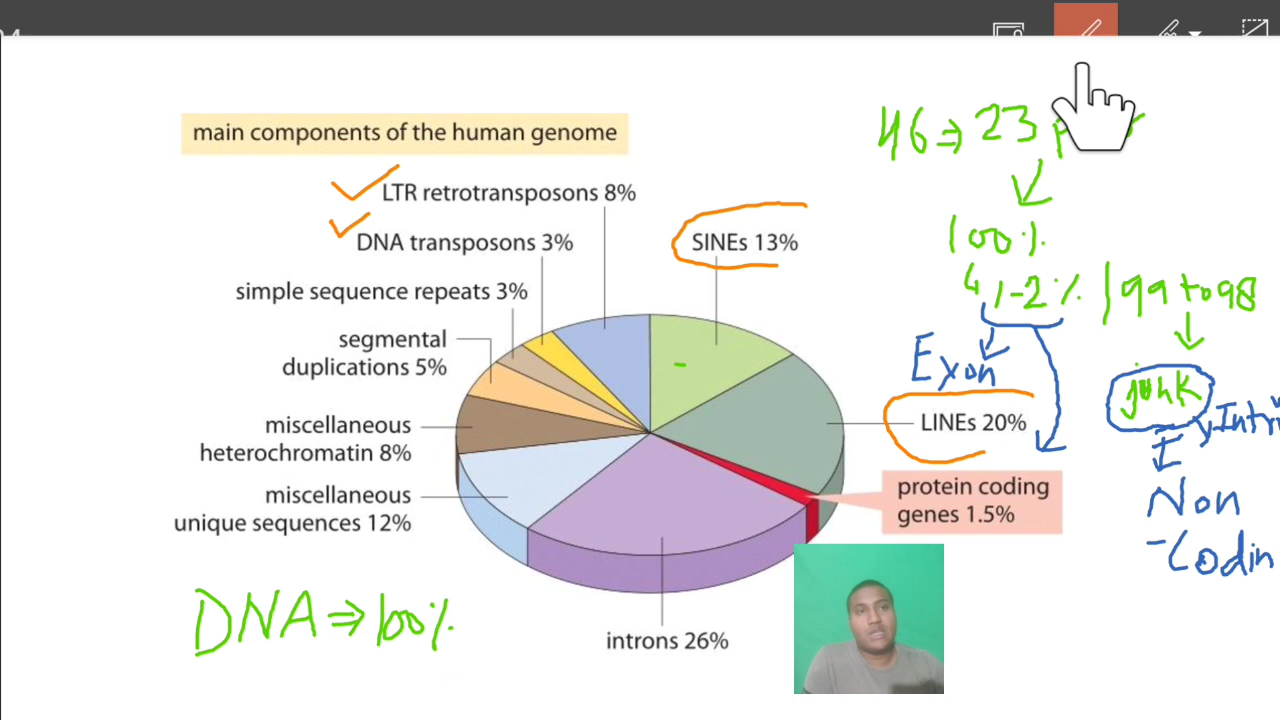 main components of the human genome
LTR retrotransposons 8%
DNA transposons 3%
SINEs 13%
simple sequence repeats 3%
segmental
duplications 5%
miscellaneous
heterochromatin 8%
LINEs 20%
miscellaneous
unique sequences 12%
protein coding
genes 1.5%
introns 26%
DNA ⇒ 100%
46 ⇒ 23
100%
1-2% | 99 to 98
Exon
junk
Non
-Codin